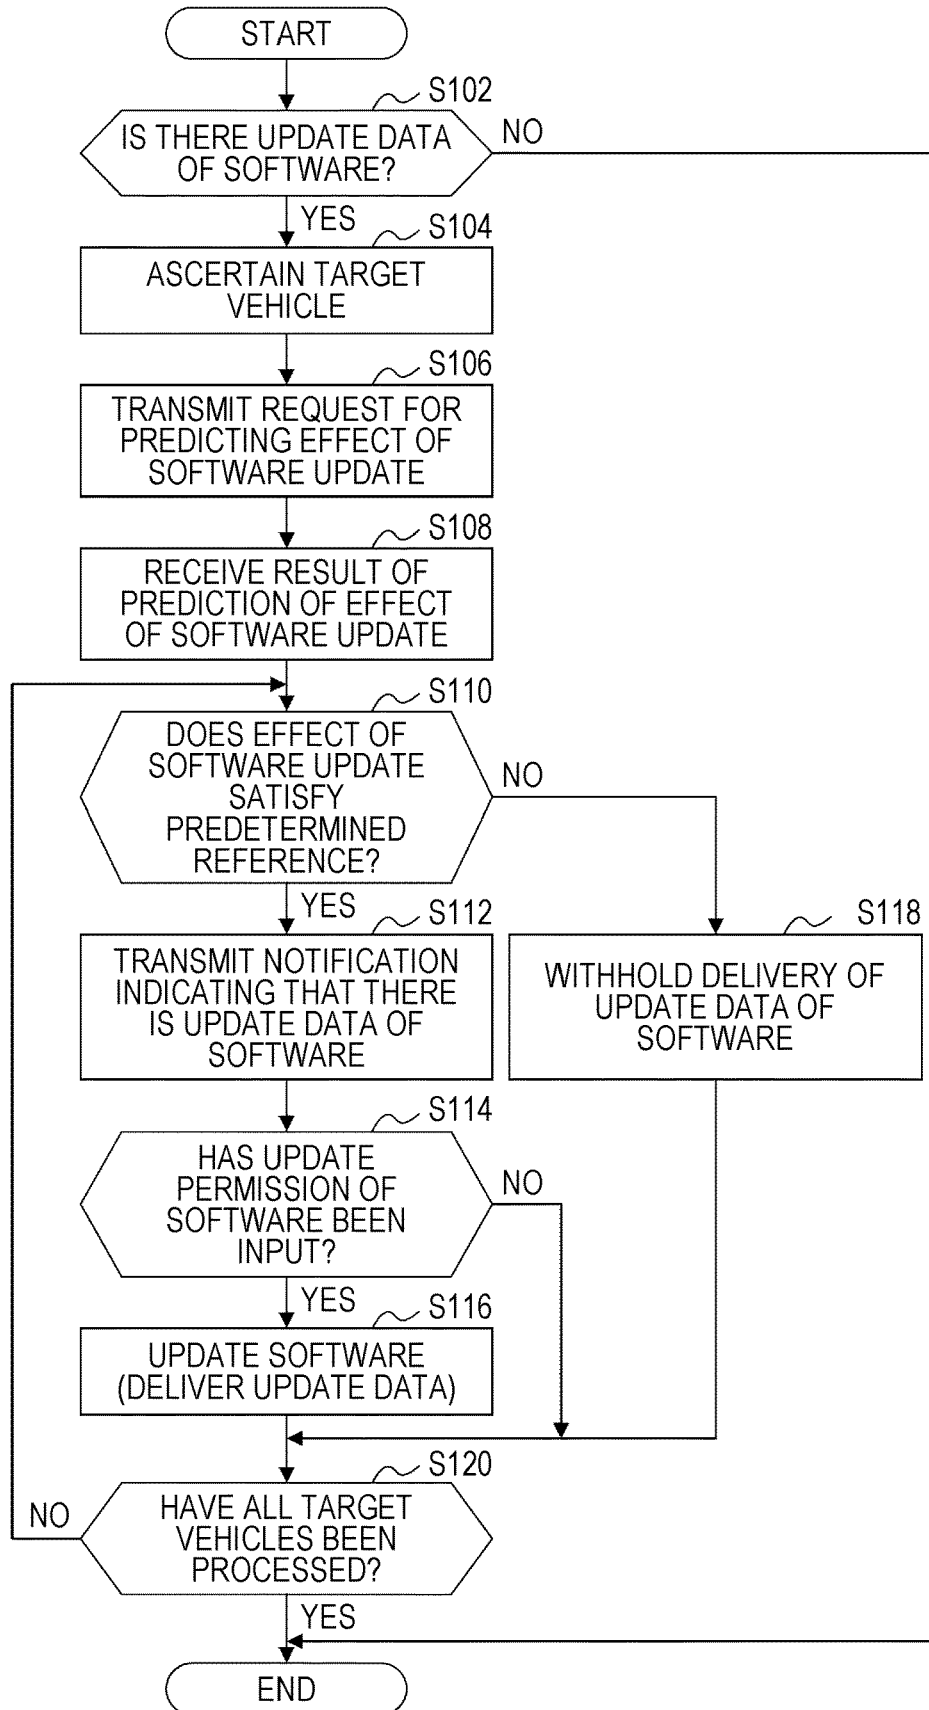 START
S102
IS THERE UPDATE DATA
OF SOFTWARE?
NO
YES
S104
ASCERTAIN TARGET
VEHICLE
S106
TRANSMIT REQUEST FOR
PREDICTING EFFECT OF
SOFTWARE UPDATE
S108
RECEIVE RESULT OF
PREDICTION OF EFFECT
OF SOFTWARE UPDATE
S110
DOES EFFECT OF
SOFTWARE UPDATE
SATISFY
PREDETERMINED
REFERENCE?
NO
YES
S112
TRANSMIT NOTIFICATION
INDICATING THAT THERE
IS UPDATE DATA OF
SOFTWARE
S118
WITHHOLD DELIVERY OF
UPDATE DATA OF
SOFTWARE
S114
HAS UPDATE
PERMISSION OF
SOFTWARE BEEN
INPUT?
NO
YES
S116
UPDATE SOFTWARE
(DELIVER UPDATE DATA)
S120
HAVE ALL TARGET
VEHICLES BEEN
PROCESSED?
NO
YES
END